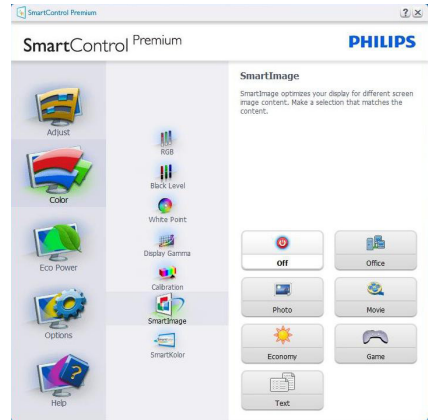 SmartControl Premium
SmartControl Premium
PHILIPS
Adjust
Color
Eco Power
Options
Help
RGB
Black Level
White Point
Display Gamma
Calibration
SmartImage
SmartKolor
SmartImage
SmartImage optimizes your display for different screen
image content. Make a selection that matches the
content.
Off
Office
Photo
Movie
Economy
Game
Text